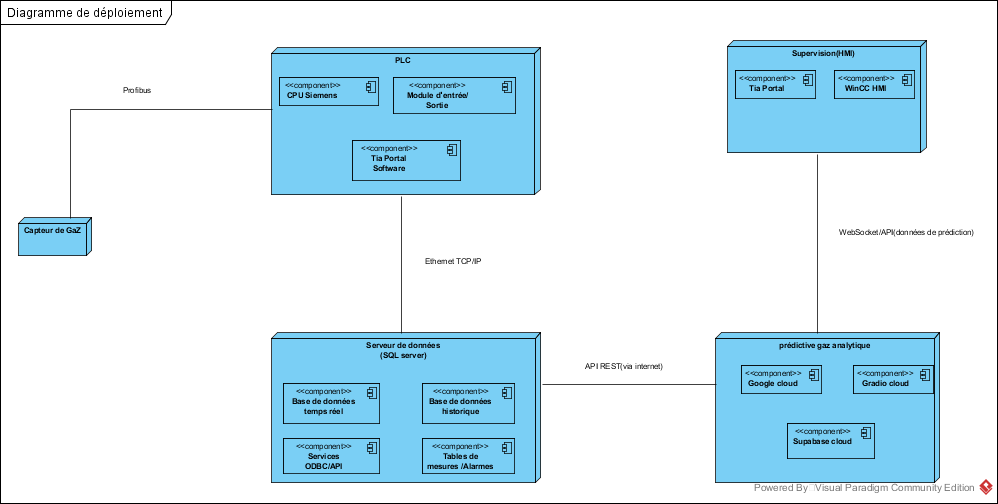 Diagramme de déploiement
PLC
<<component>>
CPU Siemens
<<component>>
Module d'entrée/
Sortie
<<component>>
Tia Portal
Software
Supervision(HMI)
<<component>>
Tia Portal
<<component>>
WinCC HMI
Profibus
Capteur de GaZ
Ethernet TCP/IP
WebSocket/API(données de prédiction)
Serveur de données
(SQL server)
<<component>>
Base de données
temps réel
<<component>>
Base de données
historique
<<component>>
Services
ODBC/API
<<component>>
Tables de
mesures /Alarmes
API REST(via internet)
prédictive gaz analytique
<<component>>
Google cloud
<<component>>
Gradio cloud
<<component>>
Supabase cloud
Powered By Visual Paradigm Community Edition